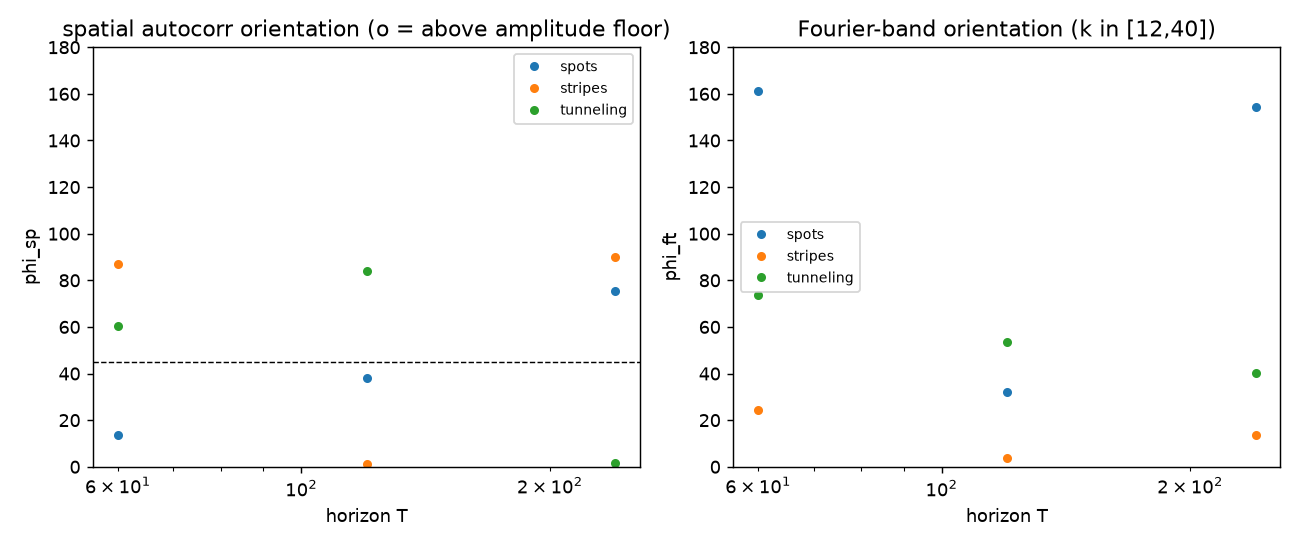 spatial autocorr orientation (o = above amplitude floor)
phi_sp
180
160
140
120
100
80
60
40
20
0
spots
stripes
tunneling
6 × 10¹
10²
2 × 10²
horizon T
Fourier-band orientation (k in [12,40])
phi_ft
180
160
140
120
100
80
60
40
20
0
spots
stripes
tunneling
6 × 10¹
10²
2 × 10²
horizon T